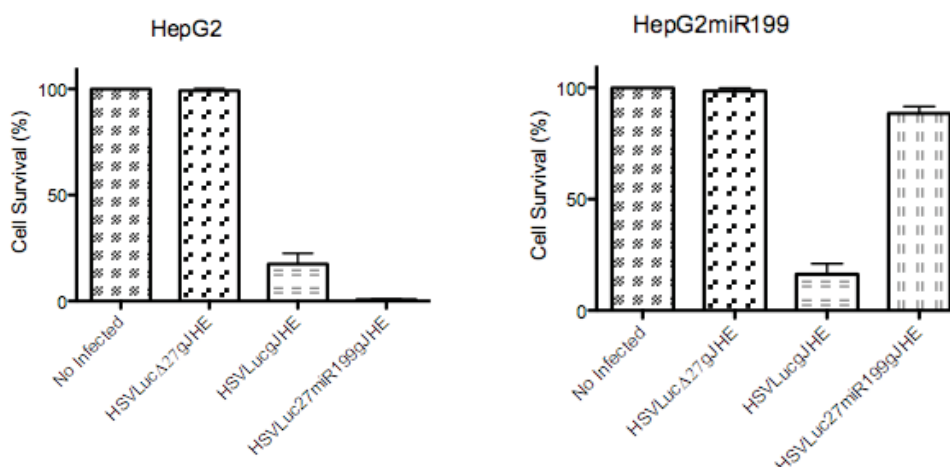 HepG2
Cell Survival (%)
100
50
0
No Infected
HSVLucΔ27gJHE
HSVLucgJHE
HSVLuc27miR199gJHE
HepG2miR199
Cell Survival (%)
100
50
0
No Infected
HSVLucΔ27gJHE
HSVLucgJHE
HSVLuc27miR199gJHE